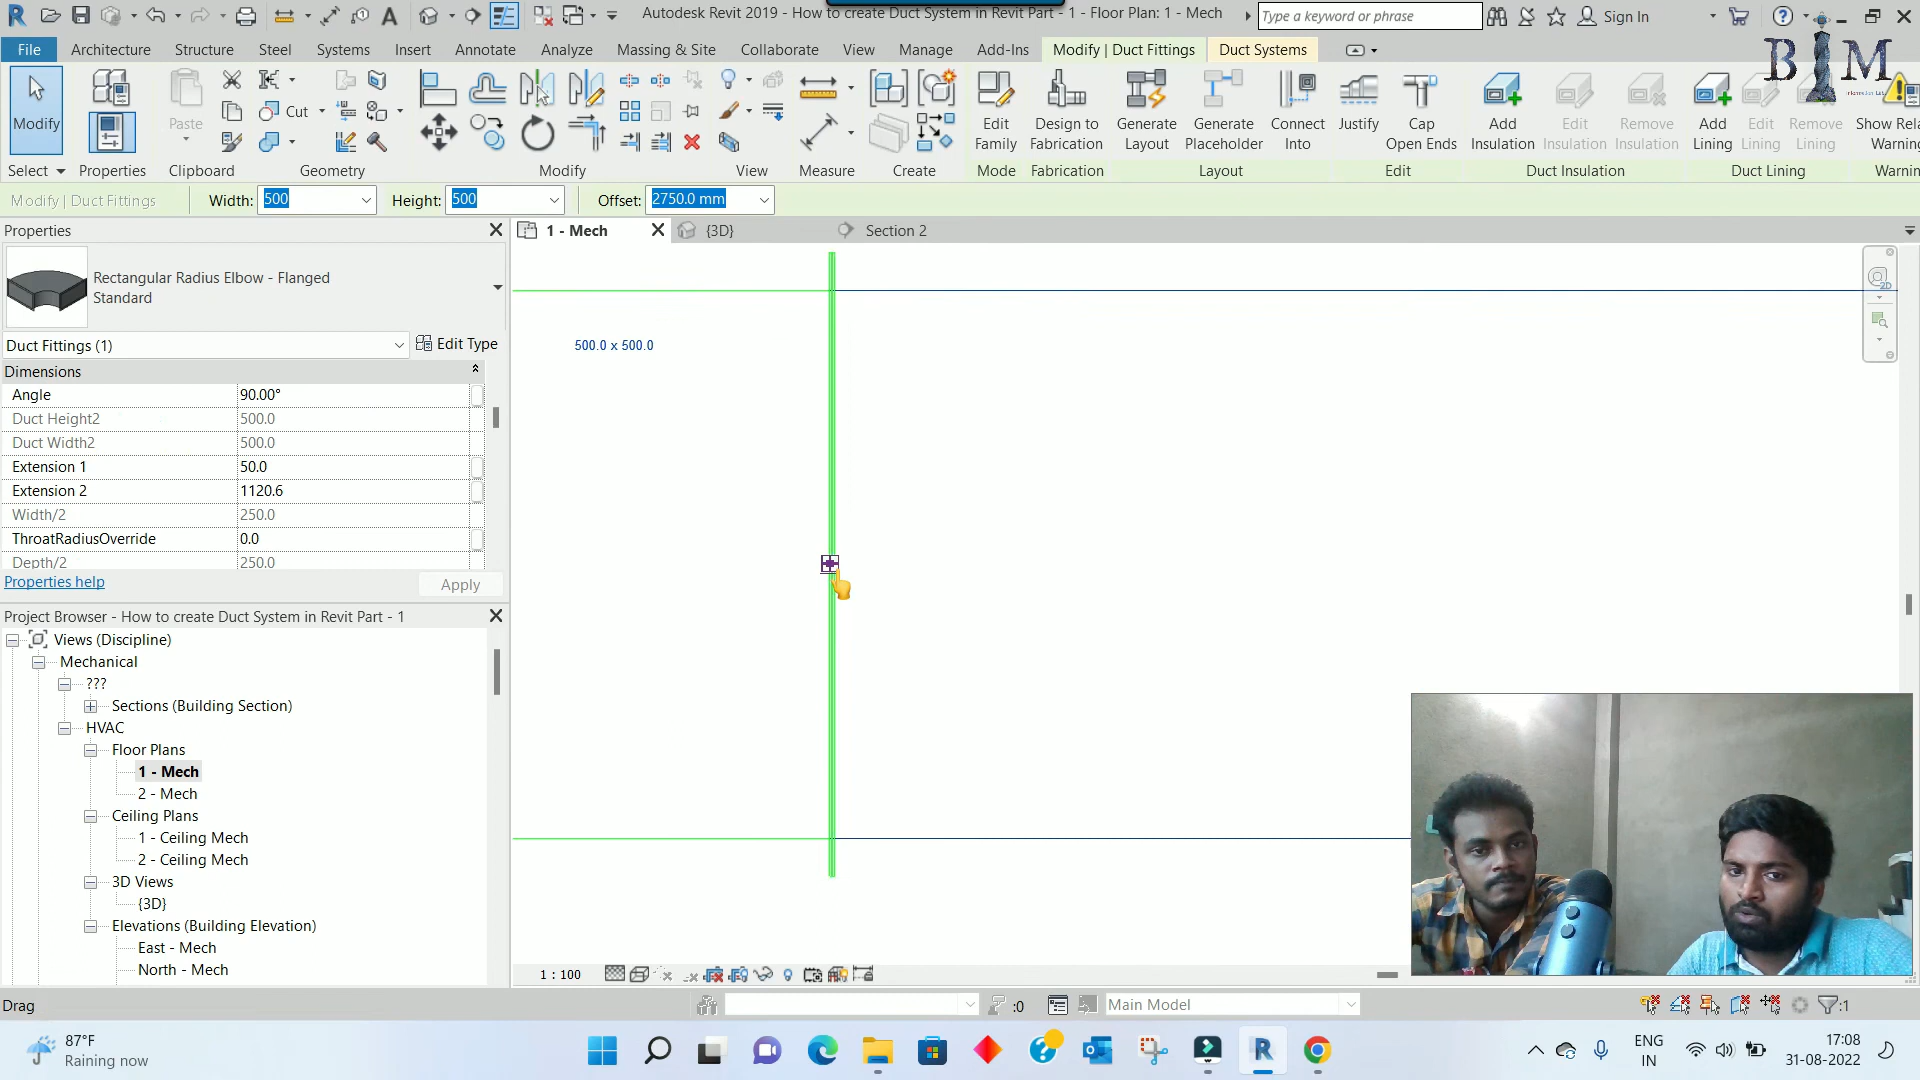 Autodesk Revit 2019 - How to create Duct System in Revit Part - 1 - Floor Plan: 1 - Mech
Type a keyword or phrase
Sign In
File Architecture Structure Steel Systems Insert Annotate Analyze Massing & Site Collaborate View Manage Add-Ins Modify | Duct Fittings Duct Systems
BIM
Modify
Paste
Cut
Edit Family
Design to Fabrication
Generate Layout
Generate Placeholder
Connect Into
Justify
Cap Open Ends
Add Insulation
Edit Insulation
Remove Insulation
Add Lining
Edit Lining
Remove Lining
Show Rela
Warning
Select Properties Clipboard Geometry Modify View Measure Create Mode Fabrication Layout Edit Duct Insulation Duct Lining Warnin
Modify | Duct Fittings Width: 500 Height: 500 Offset: 2750.0 mm
Properties
1 - Mech {3D} Section 2
Rectangular Radius Elbow - Flanged
Standard
Duct Fittings (1) Edit Type
Dimensions
Angle 90.00°
Duct Height2 500.0
Duct Width2 500.0
Extension 1 50.0
Extension 2 1120.6
Width/2 250.0
ThroatRadiusOverride 0.0
Depth/2 250.0
Properties help Apply
500.0 x 500.0
2D
Project Browser - How to create Duct System in Revit Part - 1
Views (Discipline)
Mechanical
???
Sections (Building Section)
HVAC
Floor Plans
1 - Mech
2 - Mech
Ceiling Plans
1 - Ceiling Mech
2 - Ceiling Mech
3D Views
{3D}
Elevations (Building Elevation)
East - Mech
North - Mech
1 : 100
Drag
:0
Main Model
:1
87°F
Raining now
ENG
IN
17:08
31-08-2022